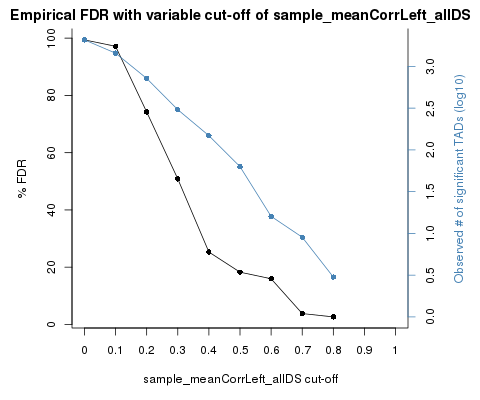 Empirical FDR with variable cut-off of sample_meanCorrLeft_allDS
100
80
60
40
20
0
% FDR
3.0
2.5
2.0
1.5
1.0
0.5
0.0
Observed # of significant TADs (log10)
0 0.1 0.2 0.3 0.4 0.5 0.6 0.7 0.8 0.9 1
sample_meanCorrLeft_allDS cut-off